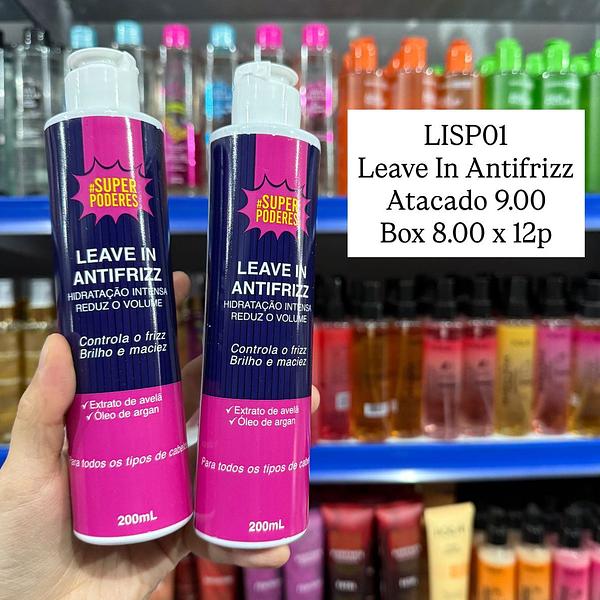 LISP01
Leave In Antifrizz
Atacado 9.00
Box 8.00 x 12p
#SUPER
PODERES
LEAVE IN
ANTIFRIZZ
HIDRATAÇÃO INTENSA
REDUZ O VOLUME
Controla o frizz
Brilho e maciez
✓Extrato de avelã
✓Óleo de argan
Para todos os tipos de cabelo
200mL
#SUPER
PODERES
LEAVE IN
ANTIFRIZZ
HIDRATAÇÃO INTENSA
REDUZ O VOLUME
Controla o frizz
Brilho e maciez
✓Extrato de avelã
✓Óleo de argan
Para todos os tipos de
200mL